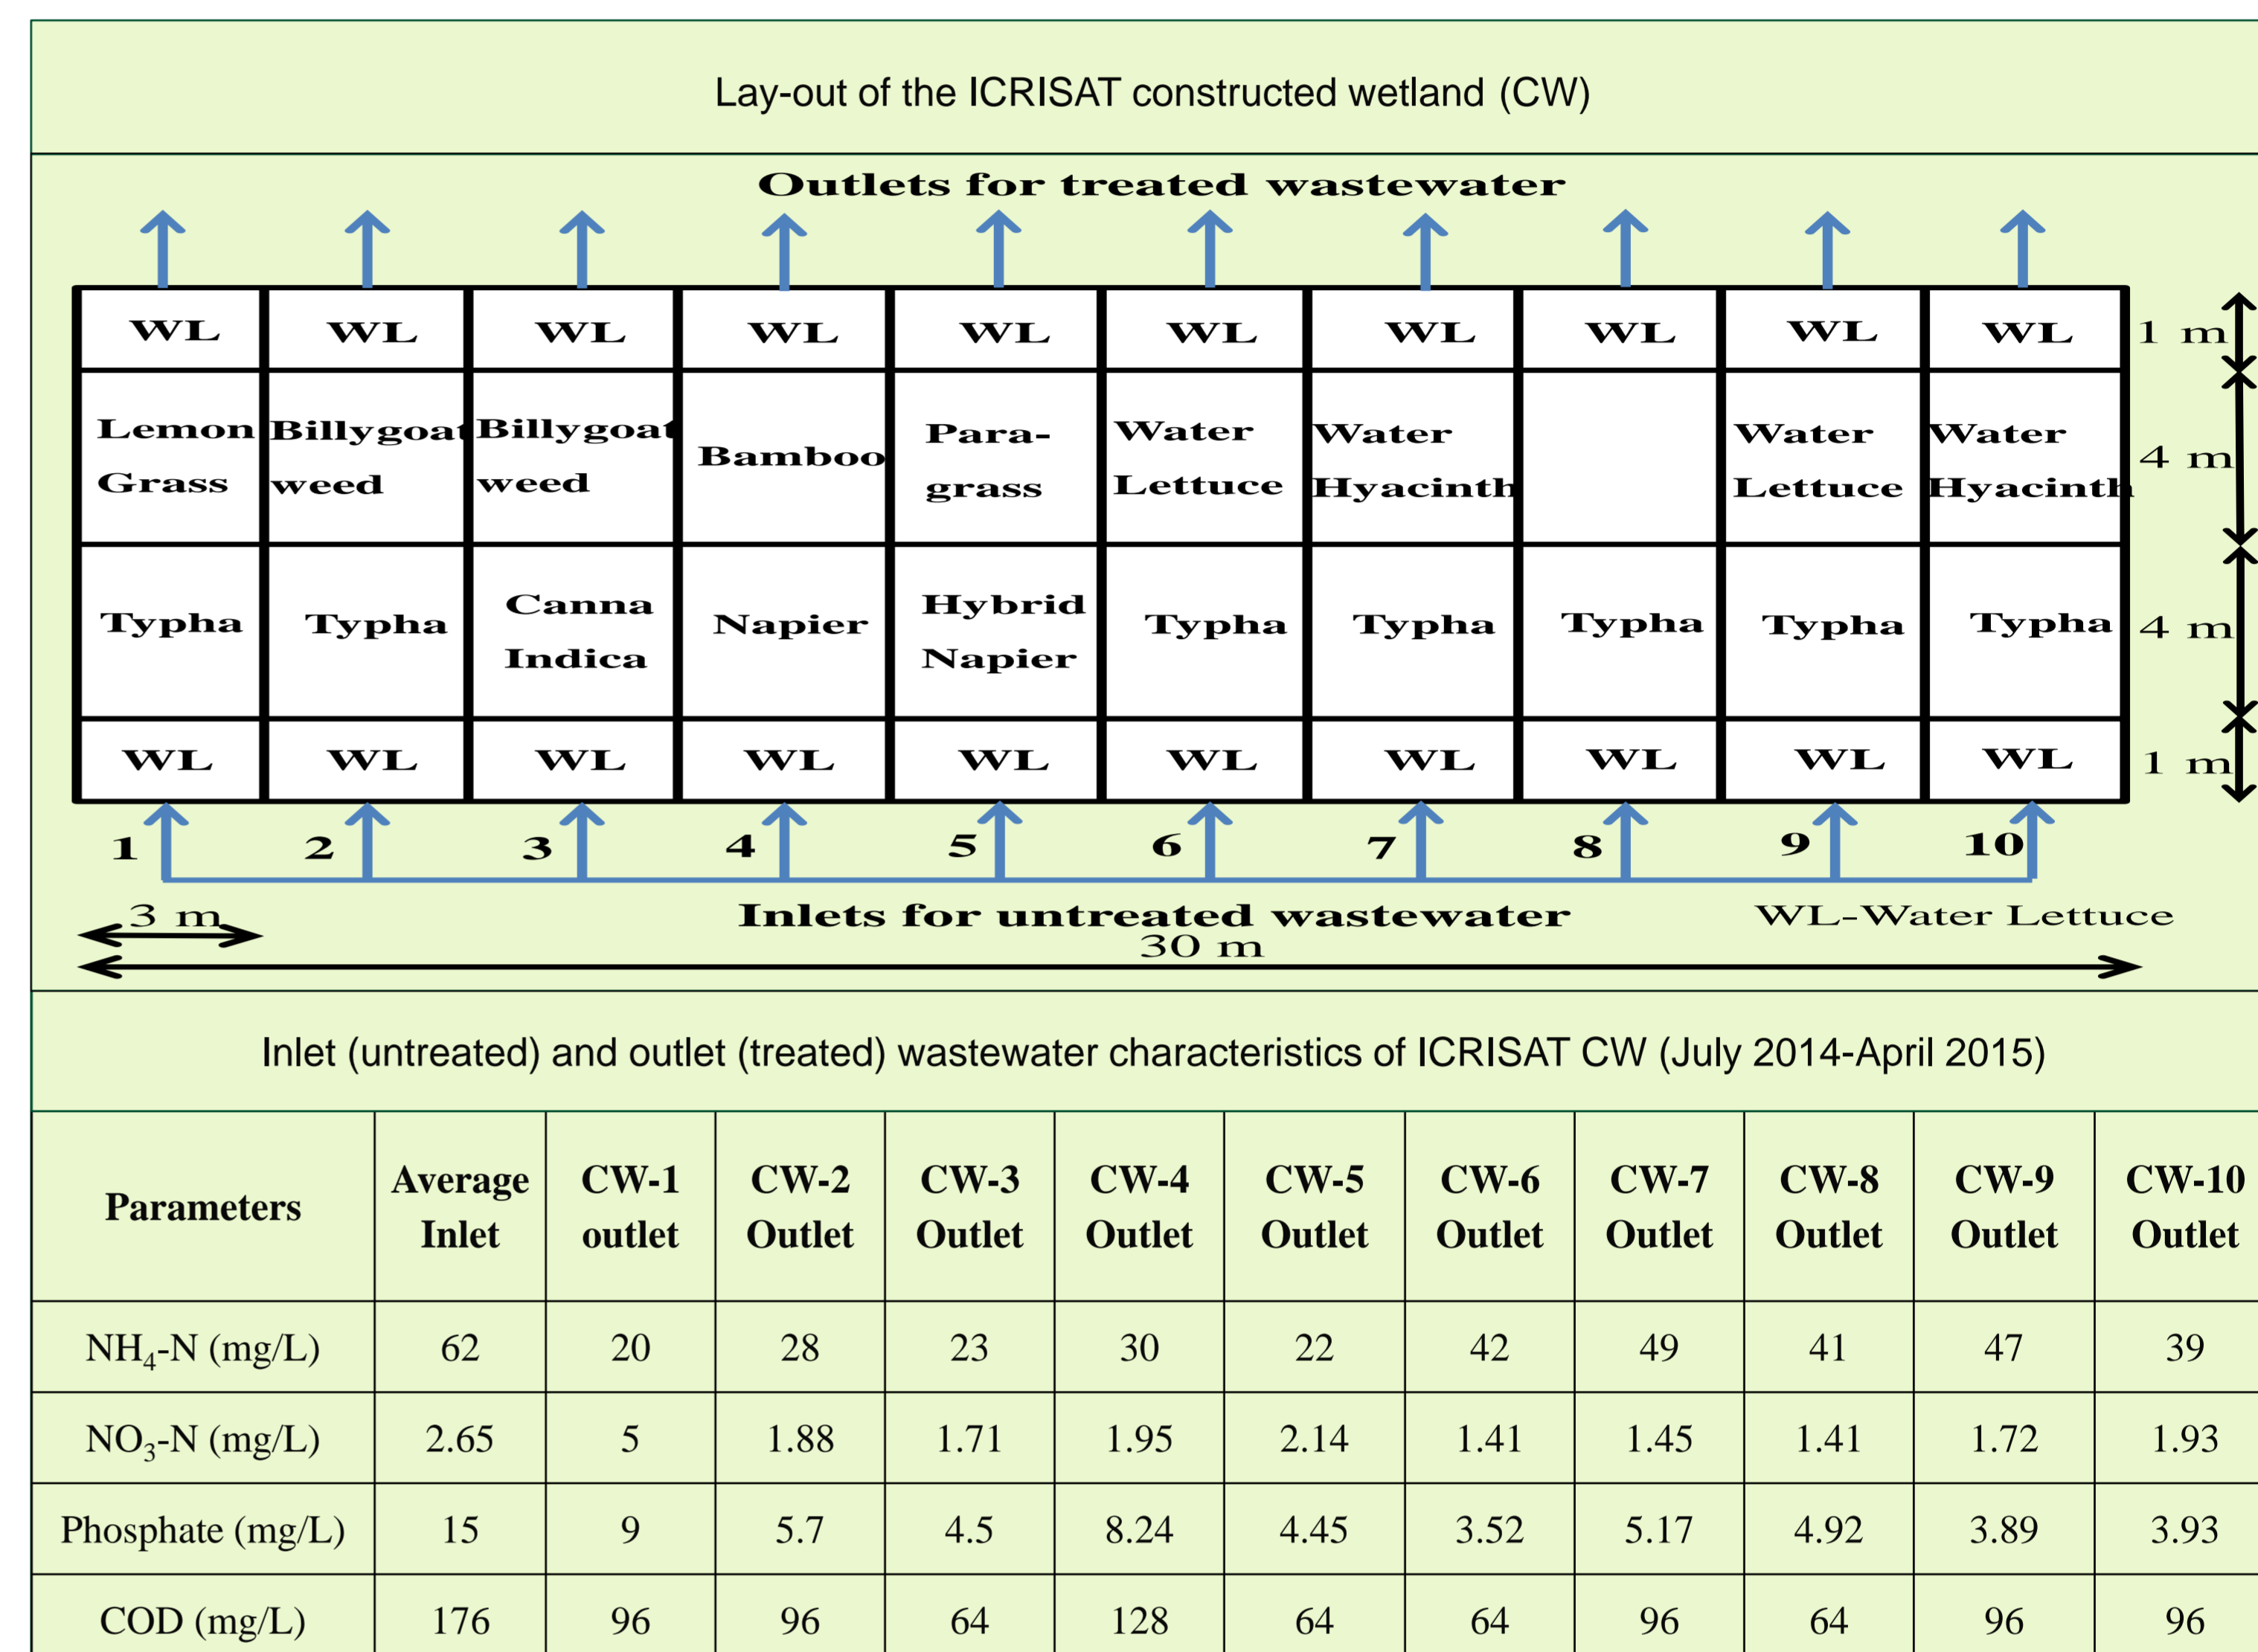 Lay-out of the ICRISAT constructed wetland (CW)
Outlets for treated wastewater
WL WL WL WL WL WL WL WL WL WL 1 m
Lemon Grass Billygoat weed Billygoat weed Bamboo Para-grass Water Lettuce Water Hyacinth Water Lettuce Water Hyacinth 4 m
Typha Typha Canna Indica Napier Hybrid Napier Typha Typha Typha Typha Typha 4 m
WL WL WL WL WL WL WL WL WL WL 1 m
1 2 3 4 5 6 7 8 9 10
3 m Inlets for untreated wastewater WL-Water Lettuce
30 m
Inlet (untreated) and outlet (treated) wastewater characteristics of ICRISAT CW (July 2014-April 2015)
Parameters Average Inlet CW-1 outlet CW-2 Outlet CW-3 Outlet CW-4 Outlet CW-5 Outlet CW-6 Outlet CW-7 Outlet CW-8 Outlet CW-9 Outlet CW-10 Outlet
NH₄-N (mg/L) 62 20 28 23 30 22 42 49 41 47 39
NO₃-N (mg/L) 2.65 5 1.88 1.71 1.95 2.14 1.41 1.45 1.41 1.72 1.93
Phosphate (mg/L) 15 9 5.7 4.5 8.24 4.45 3.52 5.17 4.92 3.89 3.93
COD (mg/L) 176 96 96 64 128 64 64 96 64 96 96